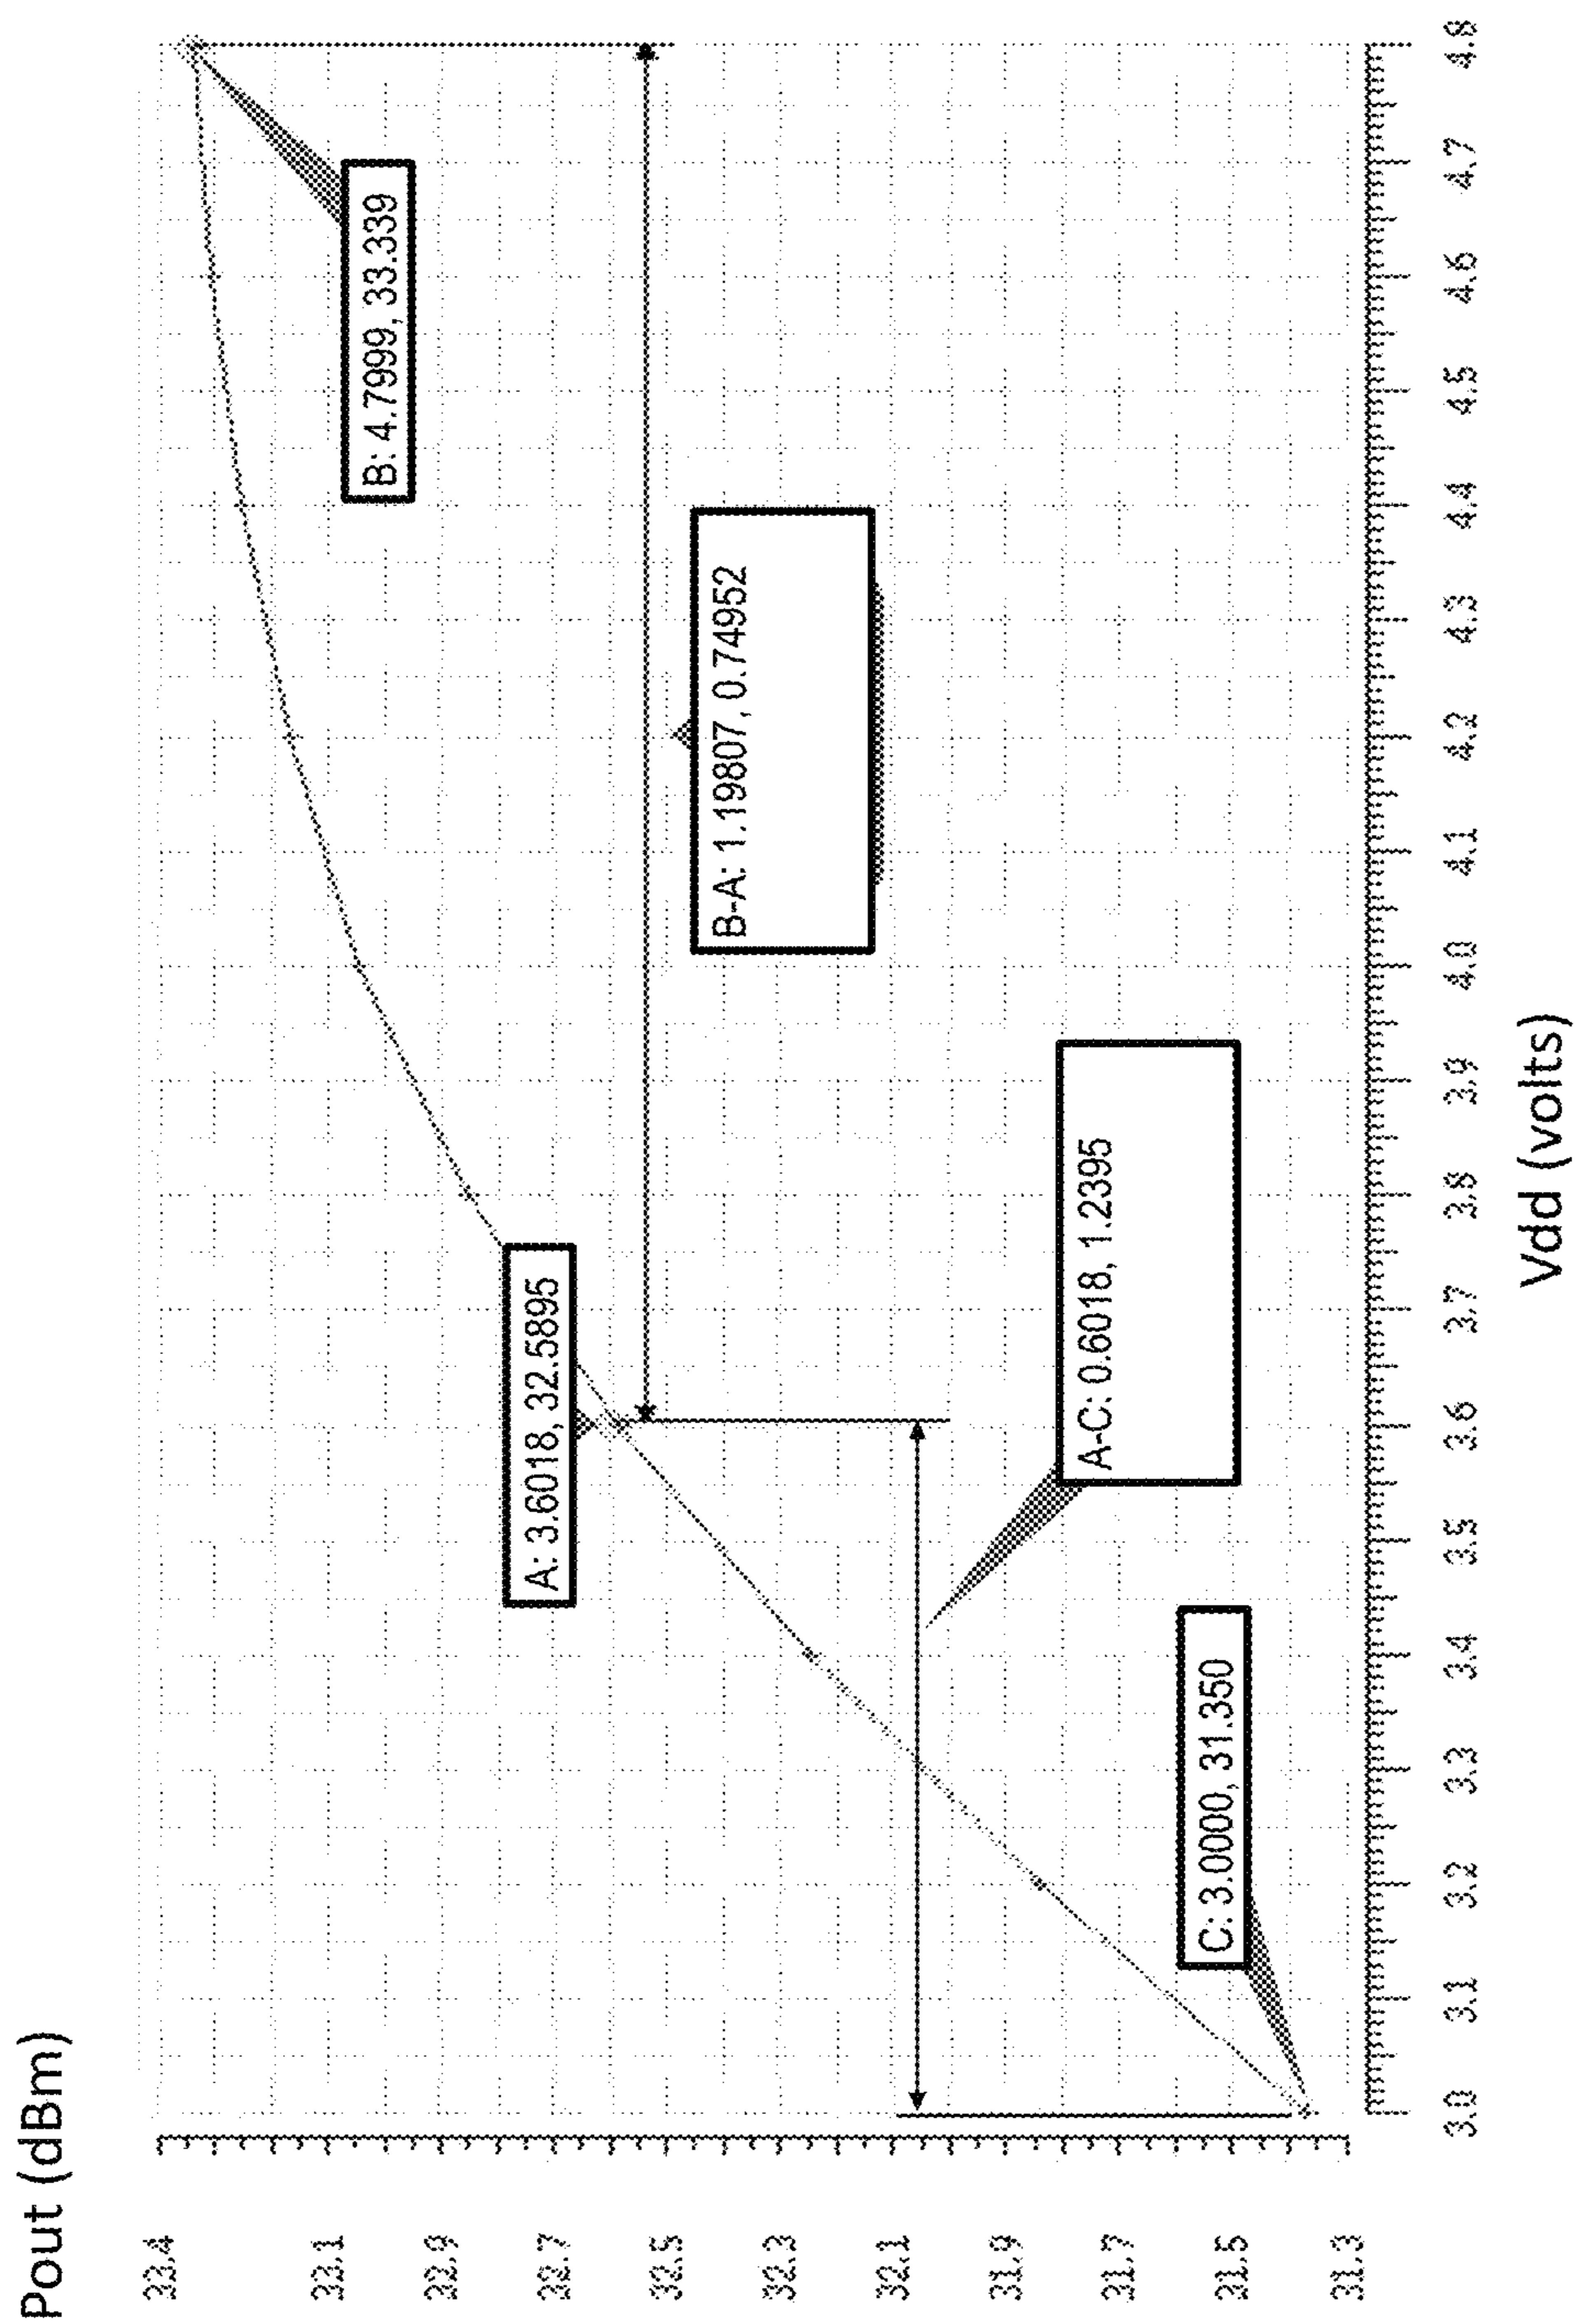 Pout (dBm)
33.4
33.1
32.9
32.7
32.5
32.3
32.1
31.9
31.7
31.5
31.3
B: 4.7999, 33.339
A: 3.6018, 32.5895
B-A: 1.19807, 0.74952
A-C: 0.6018, 1.2395
C: 3.0000, 31.350
3.0 3.1 3.2 3.3 3.4 3.5 3.6 3.7 3.8 3.9 4.0 4.1 4.2 4.3 4.4 4.5 4.6 4.7 4.8
Vdd (volts)